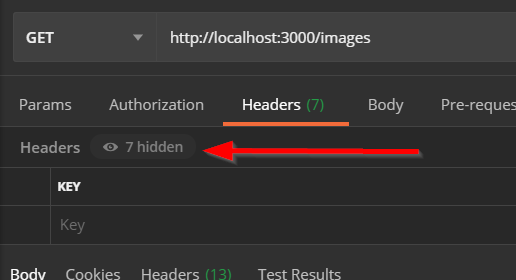 GET http://localhost:3000/images
Params Authorization Headers (7) Body Pre-reques
Headers 7 hidden
KEY
Key
Body Cookies Headers (13) Test Results